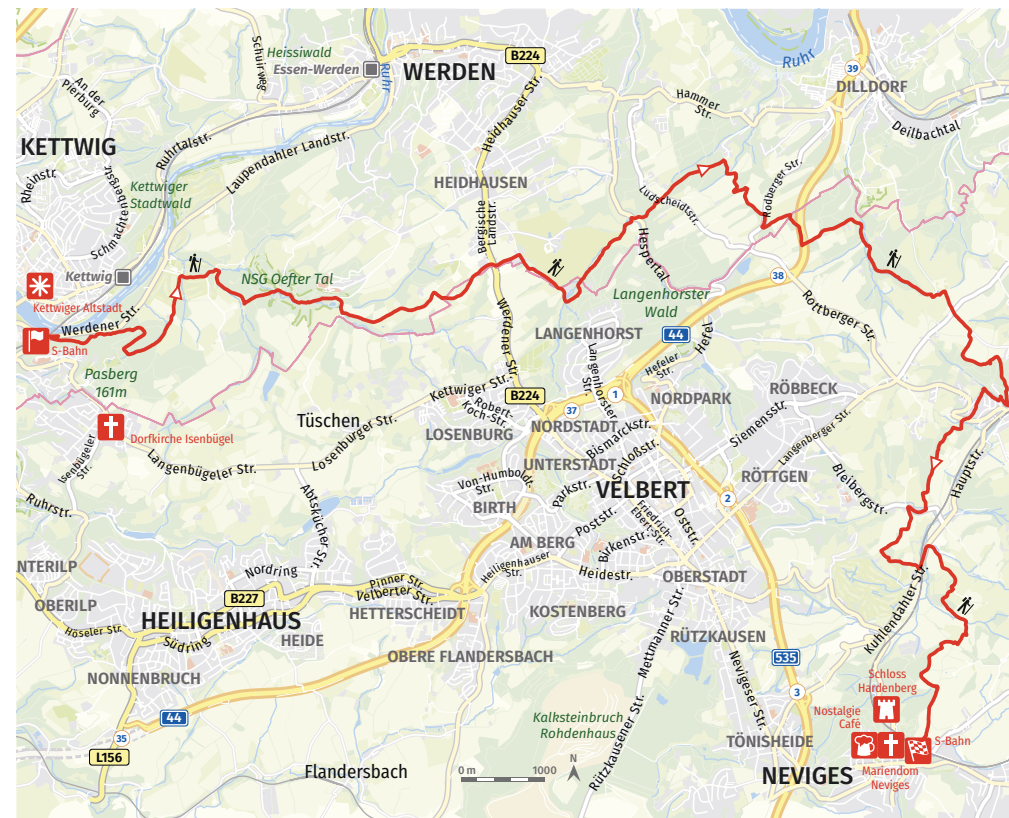 Schuirweg
Heissiwald
Essen-Werden
Ruhr
WERDEN
B224
Ruhr
39
DILLDORF
An der
Pierburg
Hammer
Str.
Deilbachtal
KETTWIG
Ruhrtalstr.
Laupendahler Landstr.
Heidhauser Str.
Rheinstr.
Schmachtenbergstr.
Kettwiger
Stadtwald
HEIDHAUSEN
Ludscheidtstr.
Rodberger Str.
Bergische
Landstr.
Hespertal
Kettwig
NSG Oefter Tal
38
Kettwiger Altstadt
Langenhorster
Wald
Rottberger Str.
Werdener Str.
Werdener Str.
S-Bahn
LANGENHORST
44
Hefel
Pasberg
161m
Langenhorster
Str.
Hefeler
Str.
RÖBBECK
Kettwiger Str.
B224
1
NORDPARK
Robert-
Koch-Str.
37
Siemensstr.
Tüschen
LOSENBURG
NORDSTADT
Langenberger Str.
Dorfkirche Isenbügel
Losenburger Str.
Bismarckstr.
Isenbügeler
Str.
Langenbügeler Str.
UNTERSTADT
Schloßstr.
RÖTTGEN
Bleibergstr.
Hauptstr.
Von-Humboldt-
Str.
Parkstr.
VELBERT
2
Ruhrstr.
Abtskücher Str.
BIRTH
Poststr.
Friedrich-
Ebert-Str.
Oststr.
AM BERG
Birkenstr.
NTERILP
Nordring
Heiligenhauser
Str.
Heidestr.
OBERSTADT
Pinner Str.
Velberter Str.
B227
OBERILP
HETTERSCHEIDT
KOSTENBERG
Kuhlendahler Str.
HEILIGENHAUS
Höseler Str.
Südring
HEIDE
RÜTZKAUSEN
Mettmanner Str.
OBERE FLANDERSBACH
535
NONNENBRUCH
Nevigeser Str.
Schloss
Hardenberg
3
44
Nostalgie
Café
Kalksteinbruch
Rohdenhaus
35
TÖNISHEIDE
S-Bahn
L156
Rützkausener Str.
Flandersbach
0 m 1000
N
NEVIGES
Mariendom
Neviges